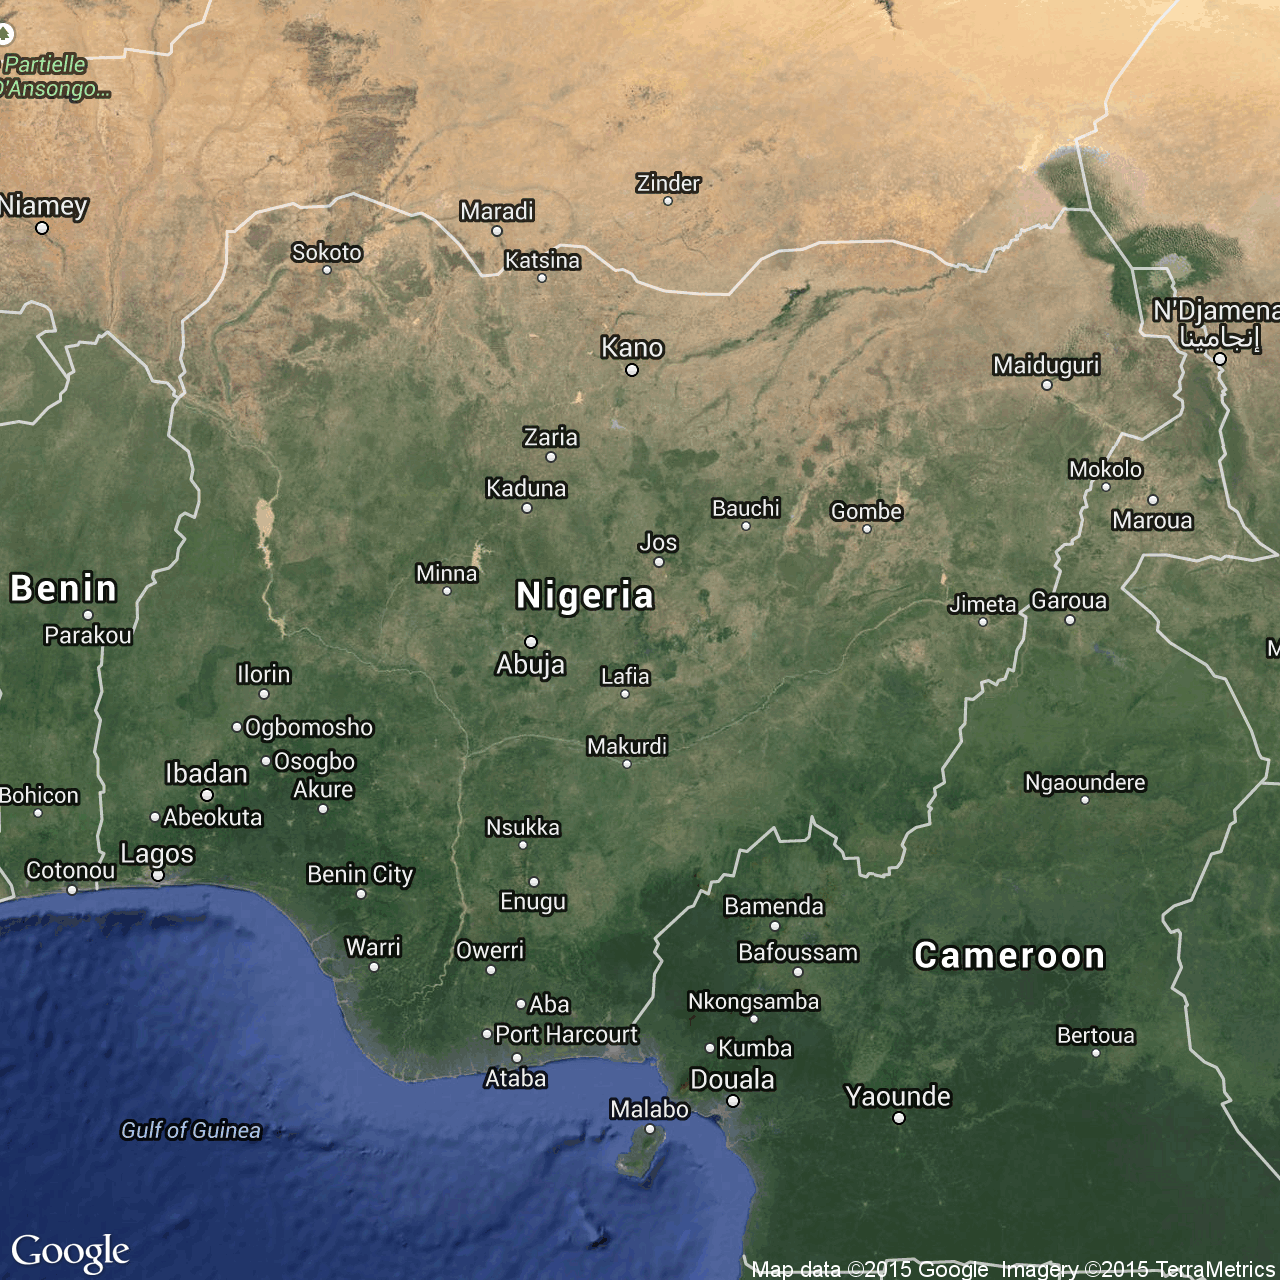 Partielle
D'Ansongo...
Zinder
Niamey
Maradi
Sokoto
Katsina
N'Djamena
إنجامينا
Kano
Maiduguri
Zaria
Mokolo
Kaduna
Bauchi
Gombe
Maroua
Jos
Minna
Benin
Nigeria
Jimeta
Garoua
Parakou
M
Abuja
Ilorin
Lafia
Ogbomosho
Makurdi
Osogbo
Ibadan
Akure
Ngaoundere
Bohicon
Abeokuta
Nsukka
Lagos
Cotonou
Benin City
Enugu
Bamenda
Warri
Owerri
Bafoussam
Cameroon
Nkongsamba
Aba
Port Harcourt
Bertoua
Kumba
Ataba
Douala
Yaounde
Malabo
Gulf of Guinea
Google
Map data ©2015 Google Imagery ©2015 TerraMetrics